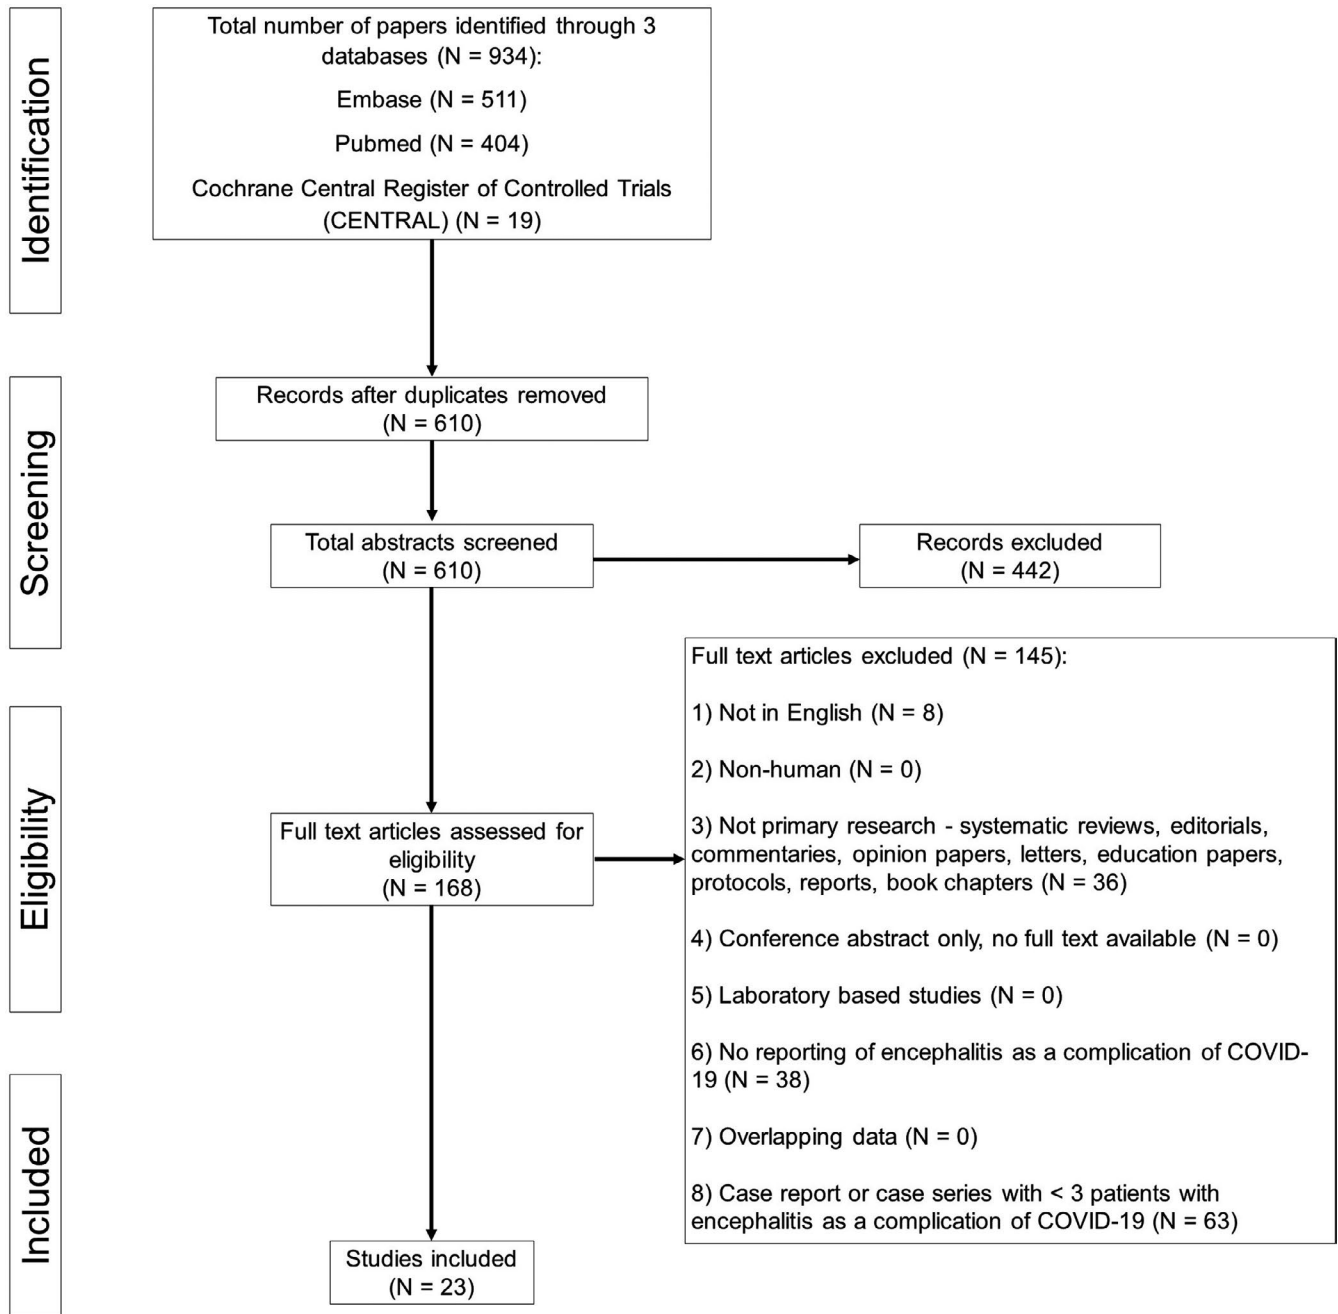 Identification
Total number of papers identified through 3
databases (N = 934):
Embase (N = 511)
Pubmed (N = 404)
Cochrane Central Register of Controlled Trials
(CENTRAL) (N = 19)
Screening
Records after duplicates removed
(N = 610)
Total abstracts screened
(N = 610)
Records excluded
(N = 442)
Eligibility
Full text articles assessed for
eligibility
(N = 168)
Full text articles excluded (N = 145):
1) Not in English (N = 8)
2) Non-human (N = 0)
3) Not primary research - systematic reviews, editorials,
commentaries, opinion papers, letters, education papers,
protocols, reports, book chapters (N = 36)
4) Conference abstract only, no full text available (N = 0)
5) Laboratory based studies (N = 0)
6) No reporting of encephalitis as a complication of COVID-
19 (N = 38)
7) Overlapping data (N = 0)
8) Case report or case series with < 3 patients with
encephalitis as a complication of COVID-19 (N = 63)
Included
Studies included
(N = 23)